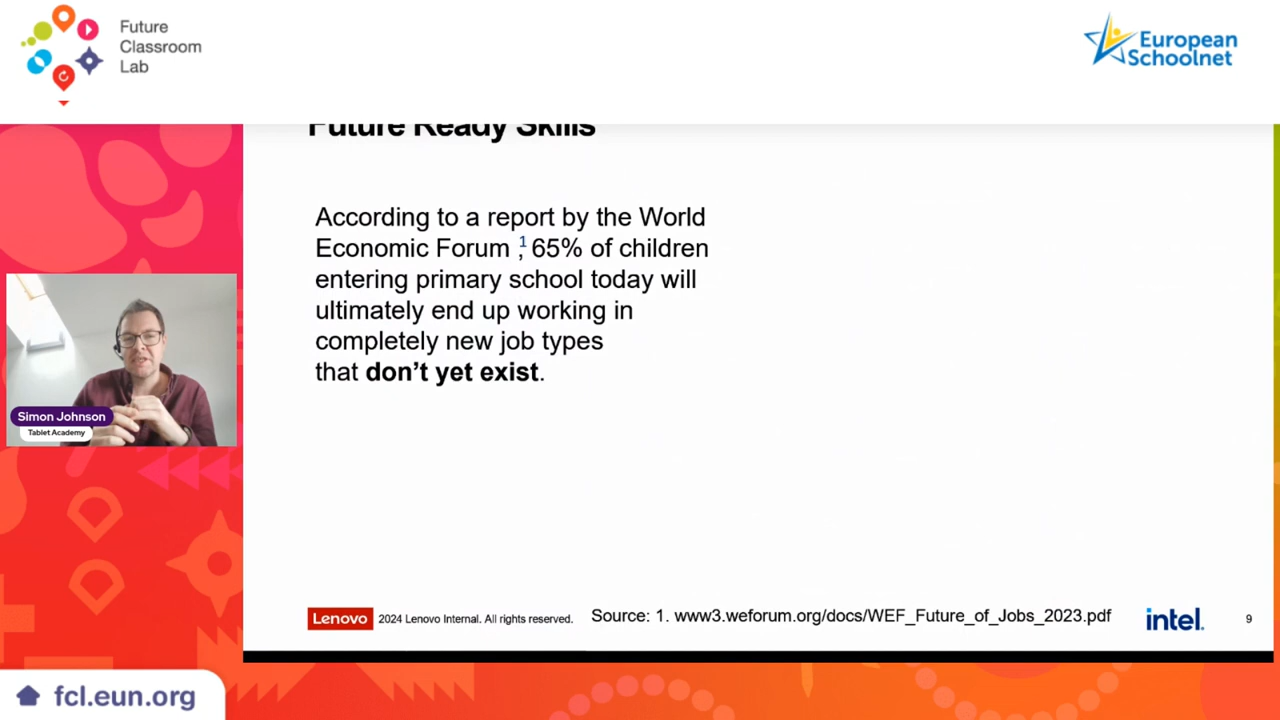 Future
Classroom
Lab
European
Schoolnet
Future Ready Skills
According to a report by the World
Economic Forum 1, 65% of children
entering primary school today will
ultimately end up working in
completely new job types
that don't yet exist.
Simon Johnson
Tablet Academy
Lenovo 2024 Lenovo Internal. All rights reserved. Source: 1. www3.weforum.org/docs/WEF_Future_of_Jobs_2023.pdf intel. 9
fcl.eun.org